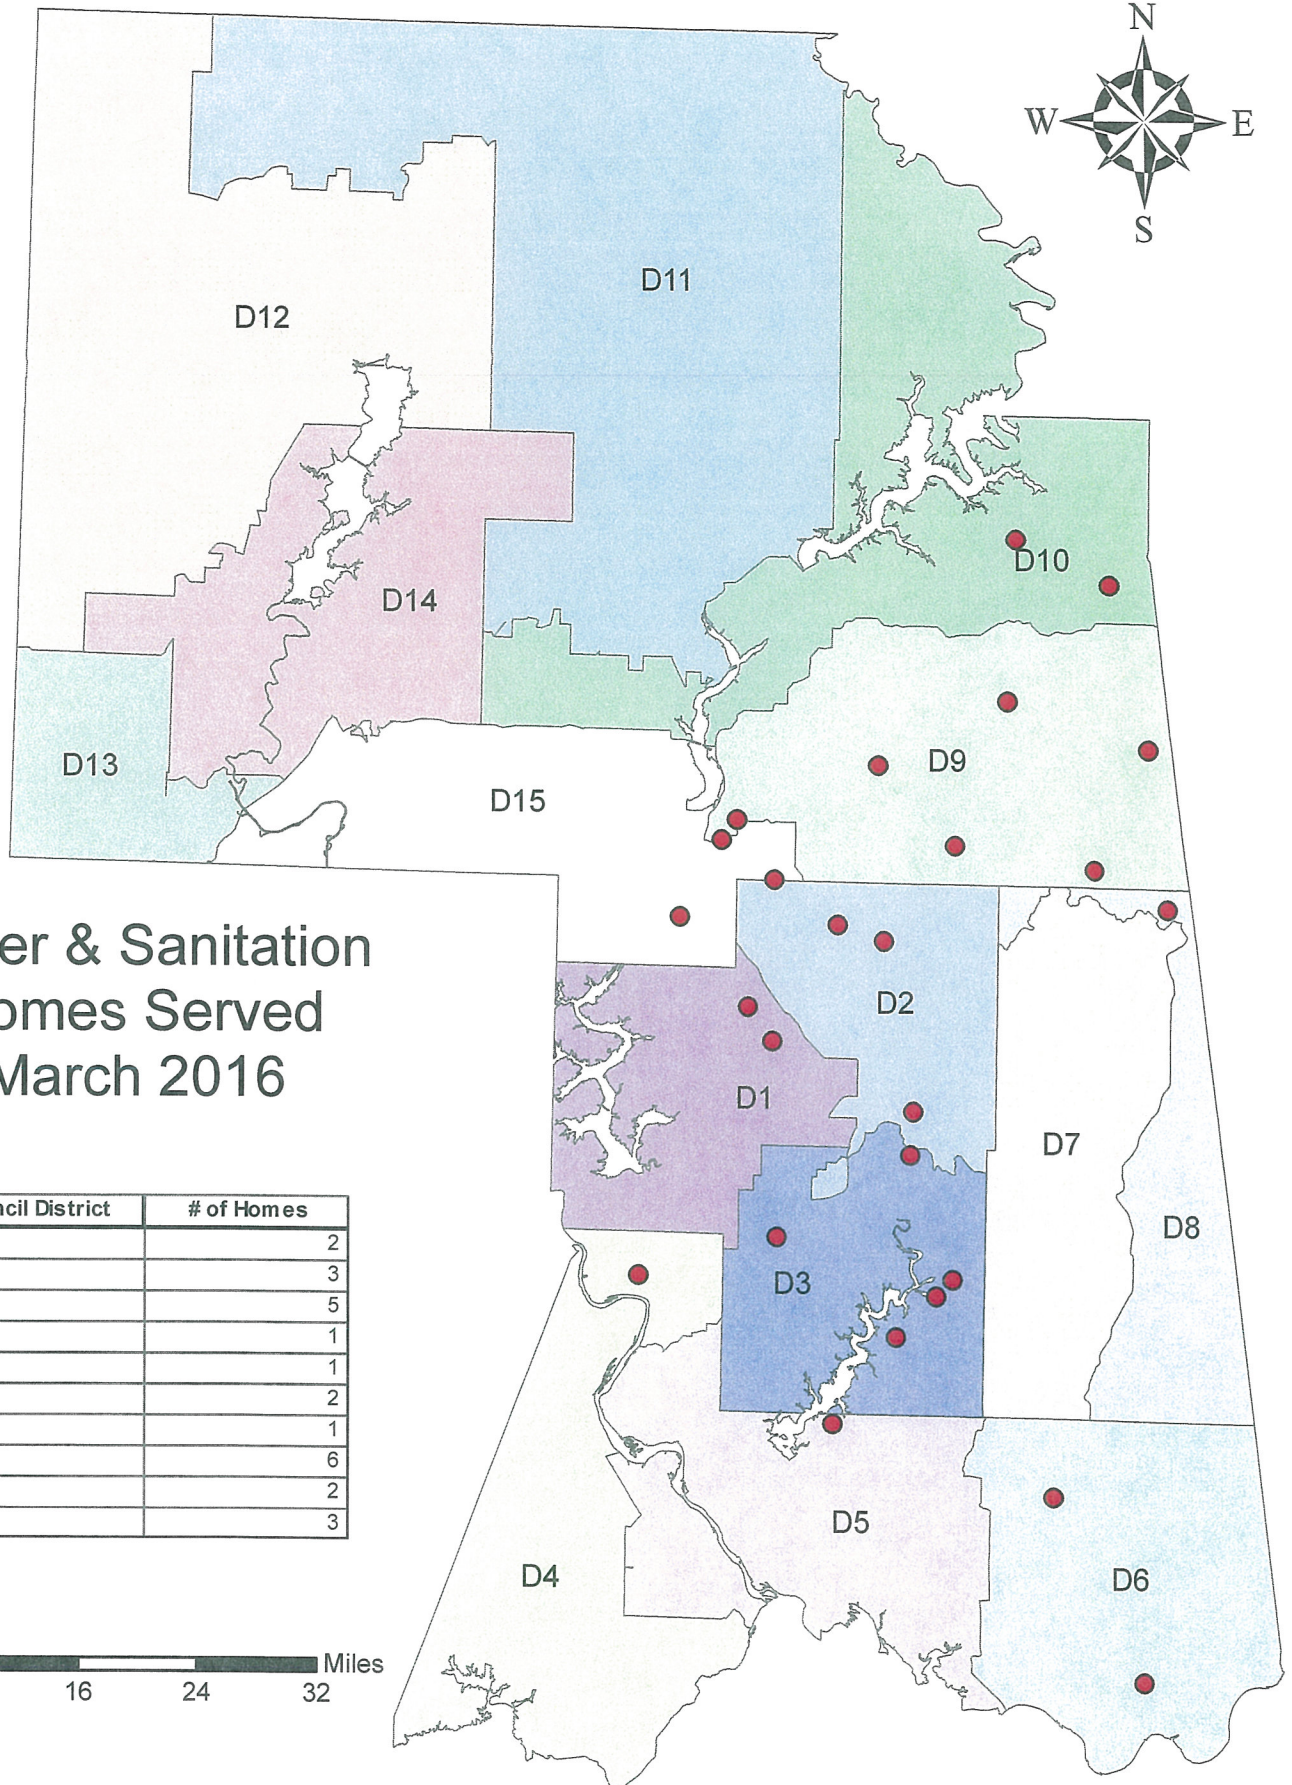 N
W E
S
D11
D12
D10
D14
D9
D13
D15
er & Sanitation
omes Served
March 2016
D2
D1
D7
D8
D3
ncil District # of Homes
2
3
5
1
1
2
1
6
2
3
D5
D4
D6
Miles
16 24 32